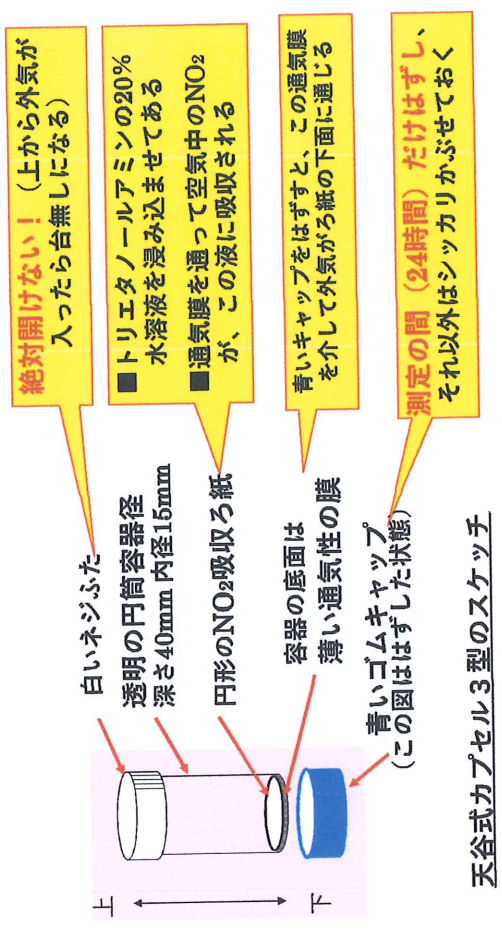 上
下
白いネジぶた
透明の円筒容器径
深さ40mm 内径15mm
円形のNO₂吸収ろ紙
容器の底面は
薄い通気性の膜
青いゴムキャップ
(この図ははずした状態)
絶対開けない！（上から外気が
入ったら台無しになる）
■トリエタノールアミンの20%
水溶液を浸み込ませてある
■通気膜を通って空気中のNO₂
が、この液に吸収される
青いキャップをはずすと、この通気膜
を介して外気がろ紙の下面に通じる
測定の間（24時間）だけはずし、
それ以外はシッカリかぶせておく
天谷式カプセル３型のスケッチ